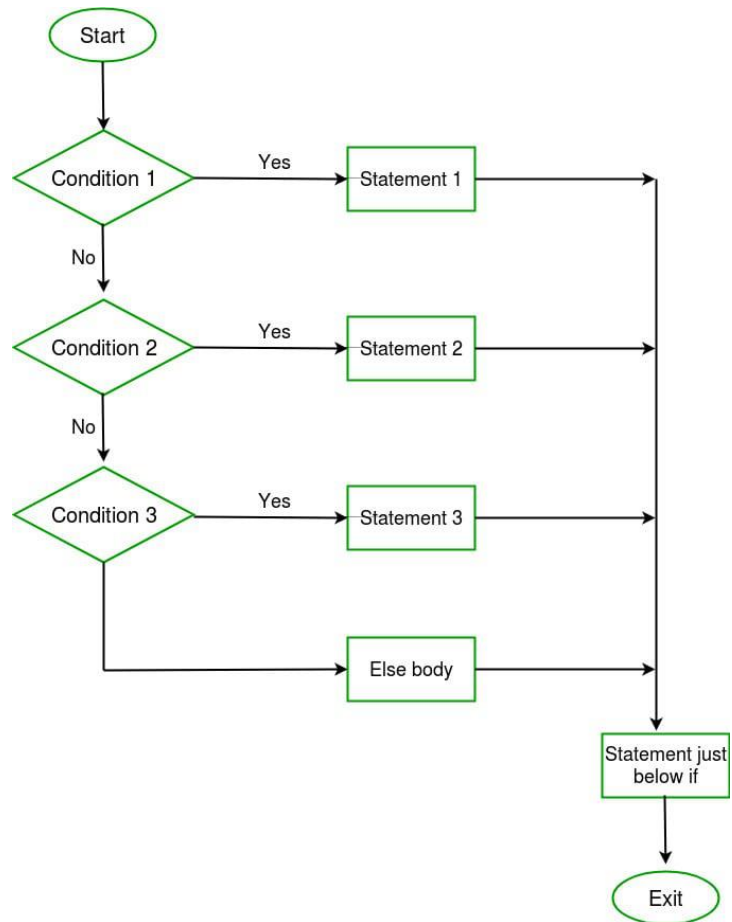 Start
Condition 1
Yes
Statement 1
No
Condition 2
Yes
Statement 2
No
Condition 3
Yes
Statement 3
Else body
Statement just
below if
Exit